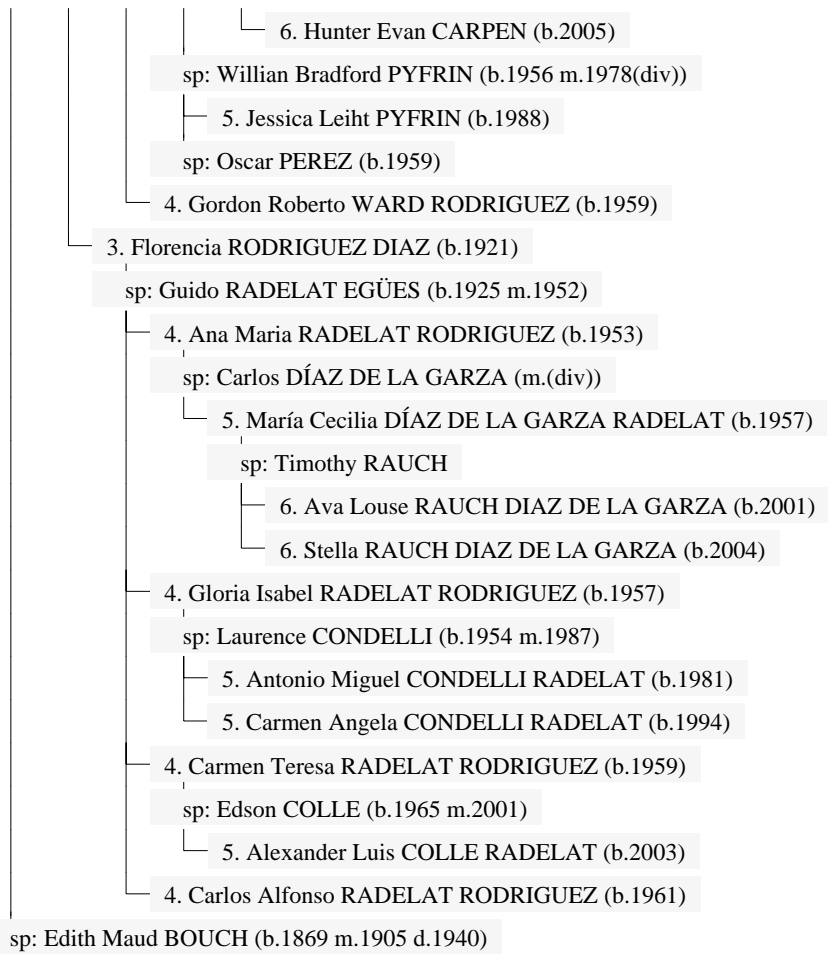 6. Hunter Evan CARPEN (b.2005)
sp: Willian Bradford PYFRIN (b.1956 m.1978(div))
5. Jessica Leiht PYFRIN (b.1988)
sp: Oscar PEREZ (b.1959)
4. Gordon Roberto WARD RODRIGUEZ (b.1959)
3. Florencia RODRIGUEZ DIAZ (b.1921)
sp: Guido RADELAT EGÜES (b.1925 m.1952)
4. Ana Maria RADELAT RODRIGUEZ (b.1953)
sp: Carlos DÍAZ DE LA GARZA (m.(div))
5. María Cecilia DÍAZ DE LA GARZA RADELAT (b.1957)
sp: Timothy RAUCH
6. Ava Louse RAUCH DIAZ DE LA GARZA (b.2001)
6. Stella RAUCH DIAZ DE LA GARZA (b.2004)
4. Gloria Isabel RADELAT RODRIGUEZ (b.1957)
sp: Laurence CONDELLI (b.1954 m.1987)
5. Antonio Miguel CONDELLI RADELAT (b.1981)
5. Carmen Angela CONDELLI RADELAT (b.1994)
4. Carmen Teresa RADELAT RODRIGUEZ (b.1959)
sp: Edson COLLE (b.1965 m.2001)
5. Alexander Luis COLLE RADELAT (b.2003)
4. Carlos Alfonso RADELAT RODRIGUEZ (b.1961)
sp: Edith Maud BOUCH (b.1869 m.1905 d.1940)